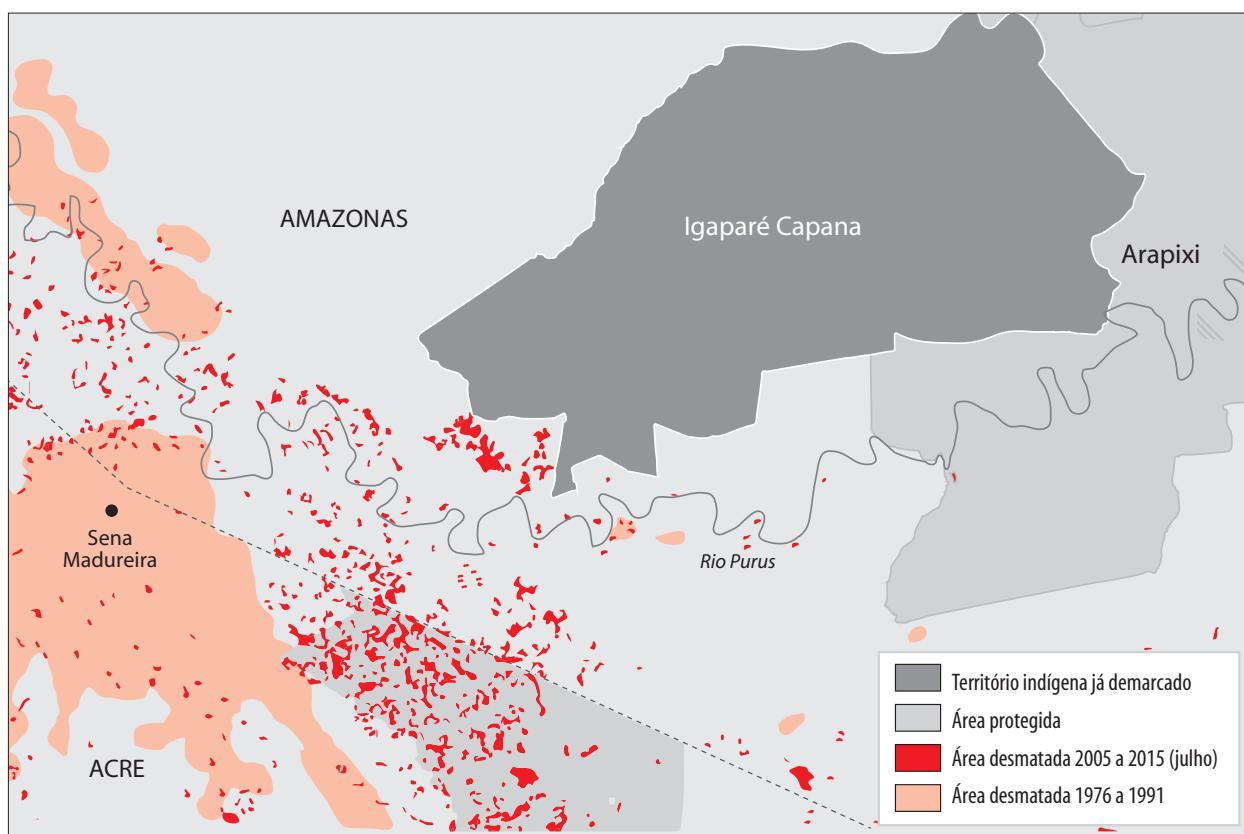 AMAZONAS
Igaparé Capana
Arapixi
Sena
Madureira
Rio Purus
ACRE
Território indígena já demarcado
Área protegida
Área desmatada 2005 a 2015 (julho)
Área desmatada 1976 a 1991